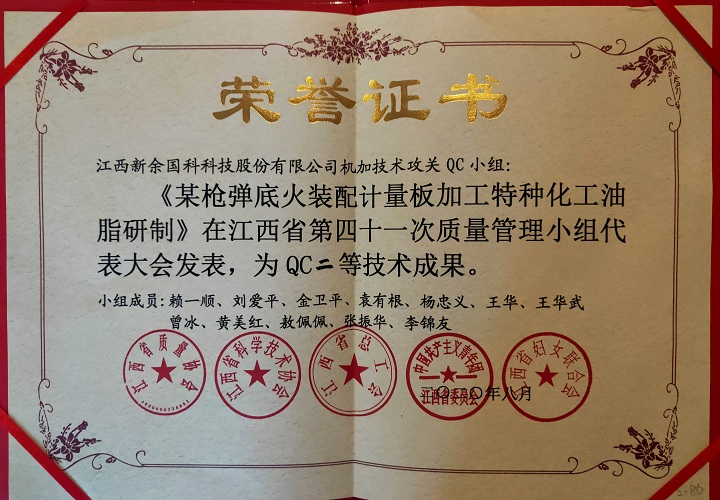 荣誉证书
江西新余国科科技股份有限公司机加技术攻关 QC 小组:
《某枪弹底火装配计量板加工特种化工油
脂研制》在江西省第四十一次质量管理小组代
表大会发表，为 QC 二等技术成果。
小组成员: 赖一顺、刘爱平、金卫平、袁有根、杨忠义、王华、王华武
曾冰、黄美红、敖佩佩、张振华、李锦友
江西省质量协会
江西省科学技术协会
江西省总工会
中国共产主义青年团
江西省委员会
江西省妇女联合会
二〇二〇年八月
2-86